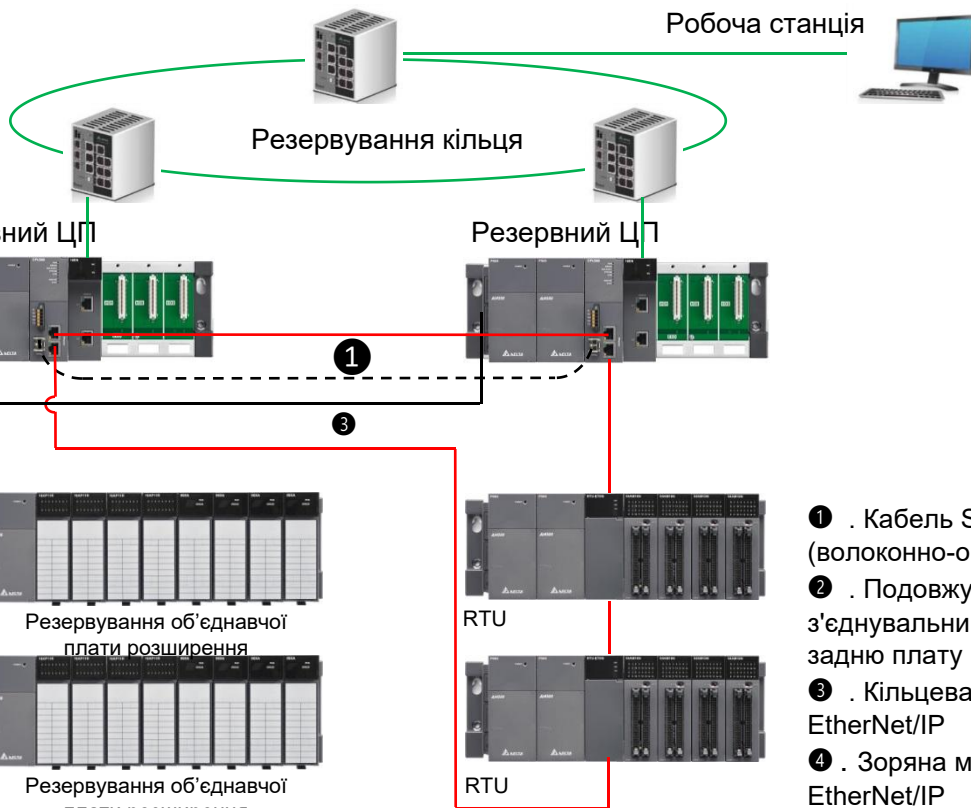 Робоча станція
Резервування кільця
ний ЦП
Резервний ЦП
❶
❸
❶ . Кабель S
(волоконно-о
❷ . Подовжу
з'єднувальни
задню плату
❸ . Кільцева
EtherNet/IP
❹ . Зоряна м
EtherNet/IP
Резервування об’єднавчої
плати розширення
RTU
Резервування об’єднавчої
RTU